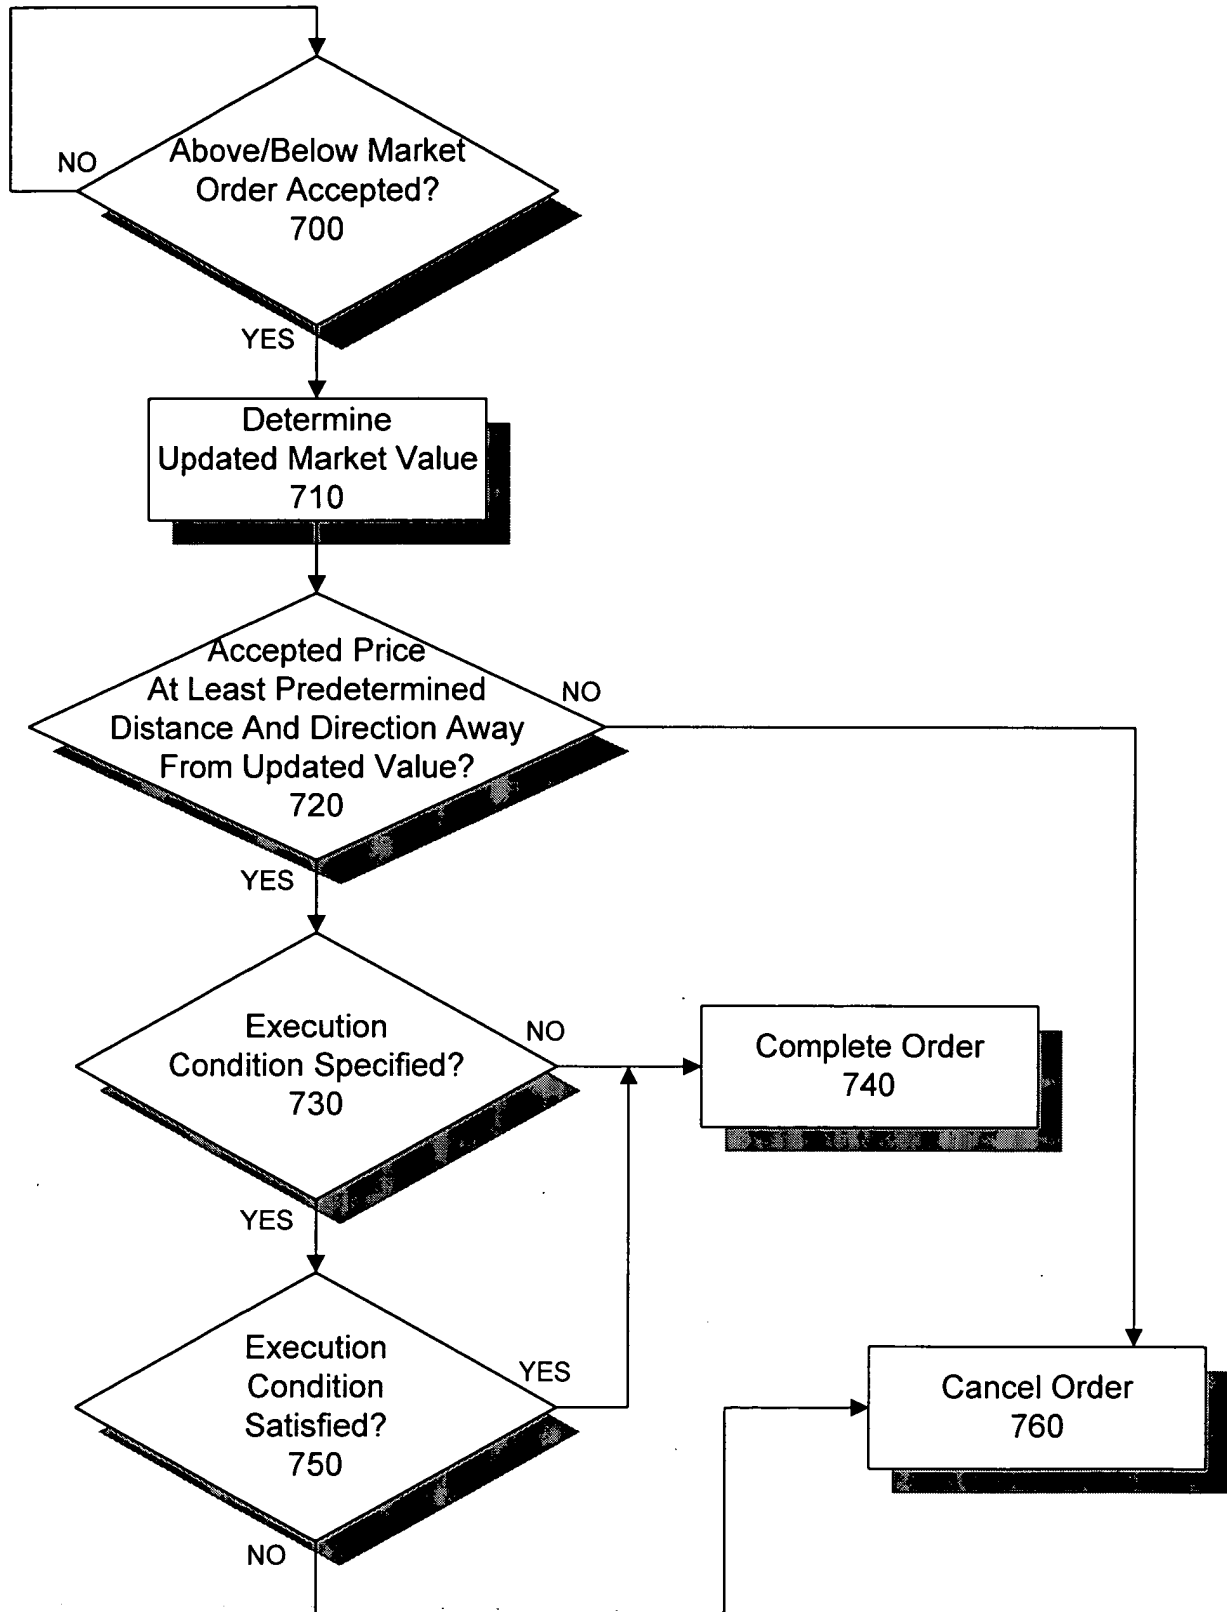 NO
Above/Below Market
Order Accepted?
700
YES
Determine
Updated Market Value
710
Accepted Price
At Least Predetermined
Distance And Direction Away
From Updated Value?
720
NO
YES
Execution
Condition Specified?
730
NO
Complete Order
740
YES
Execution
Condition
Satisfied?
750
YES
Cancel Order
760
NO